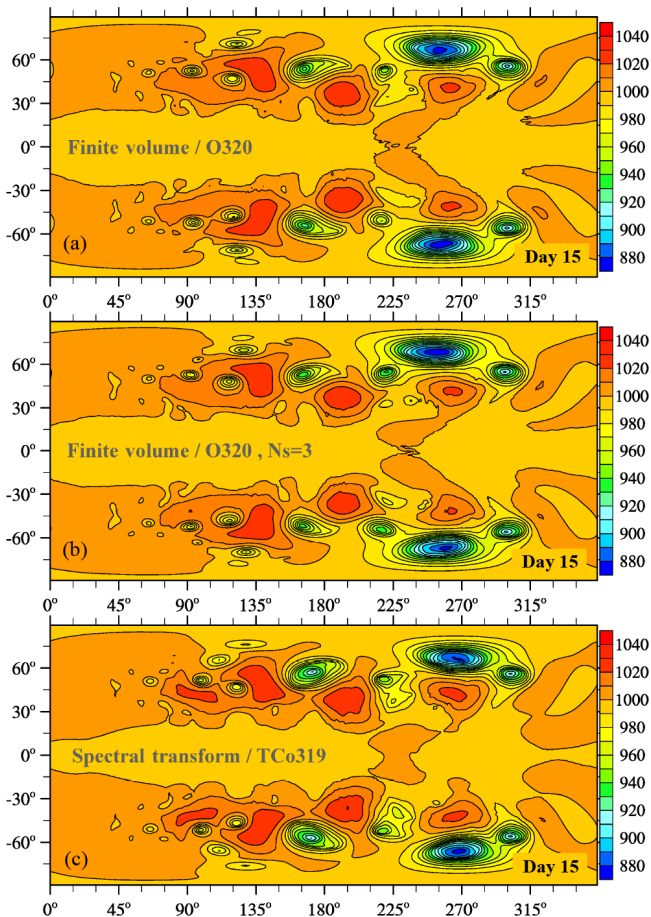 60º
30º
0º
-30º
-60º
Finite volume / O320
(a)
Day 15
1040
1020
1000
980
960
940
920
900
880
0º 45º 90º 135º 180º 225º 270º 315º
60º
30º
0º
-30º
-60º
Finite volume / O320 , Ns=3
(b)
Day 15
1040
1020
1000
980
960
940
920
900
880
0º 45º 90º 135º 180º 225º 270º 315º
60º
30º
0º
-30º
-60º
Spectral transform / TCo319
(c)
Day 15
1040
1020
1000
980
960
940
920
900
880
0º 45º 90º 135º 180º 225º 270º 315º